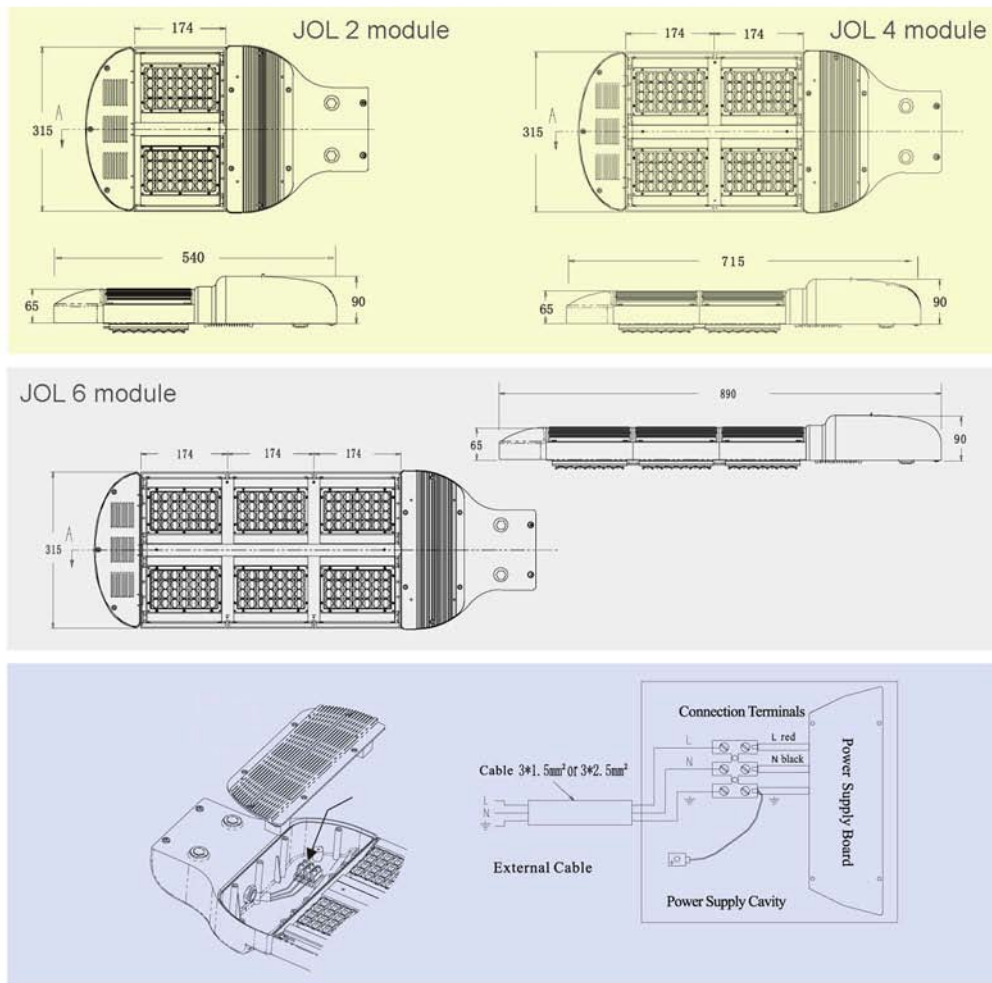 JOL 2 module
174
A
315
540
65
90
JOL 4 module
174 174
A
315
715
65
90
JOL 6 module
890
65
90
174 174 174
A
315
Connection Terminals
L
L red
N
N black
Cable 3*1.5mm² or 3*2.5mm²
L
N
External Cable
Power Supply Board
Power Supply Cavity